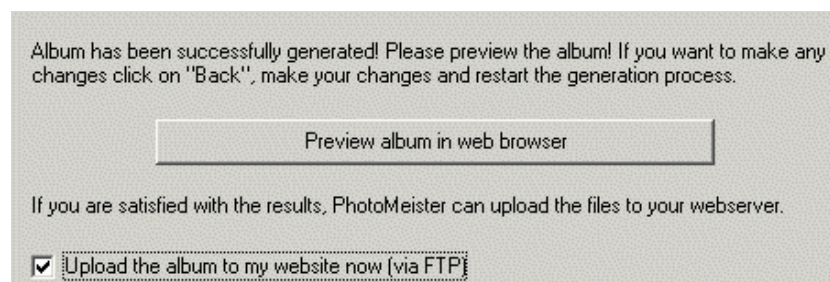 Album has been successfully generated! Please preview the album! If you want to make any
changes click on "Back", make your changes and restart the generation process.
Preview album in web browser
If you are satisfied with the results, PhotoMeister can upload the files to your webserver.
Upload the album to my website now (via FTP)